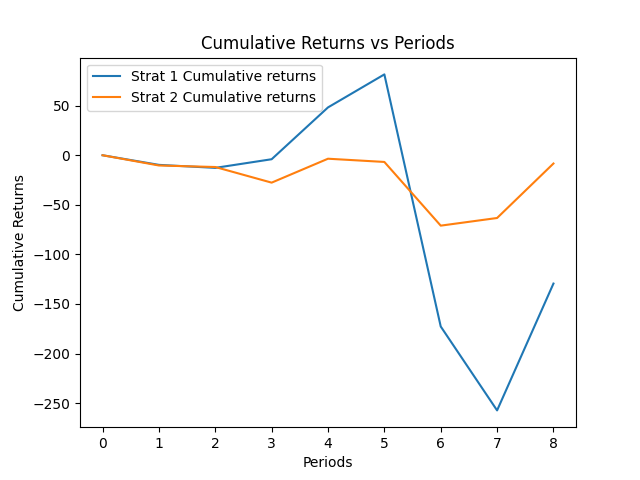 Cumulative Returns vs Periods
Strat 1 Cumulative returns
Strat 2 Cumulative returns
50
0
−50
−100
−150
−200
−250
Cumulative Returns
0 1 2 3 4 5 6 7 8
Periods